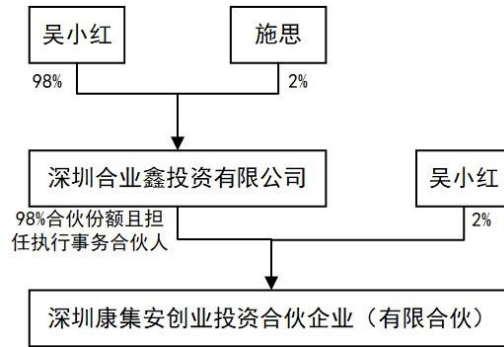 吴小红
施思
98%
2%
深圳合业鑫投资有限公司
吴小红
98%合伙份额且担
任执行事务合伙人
2%
深圳康集安创业投资合伙企业（有限合伙）